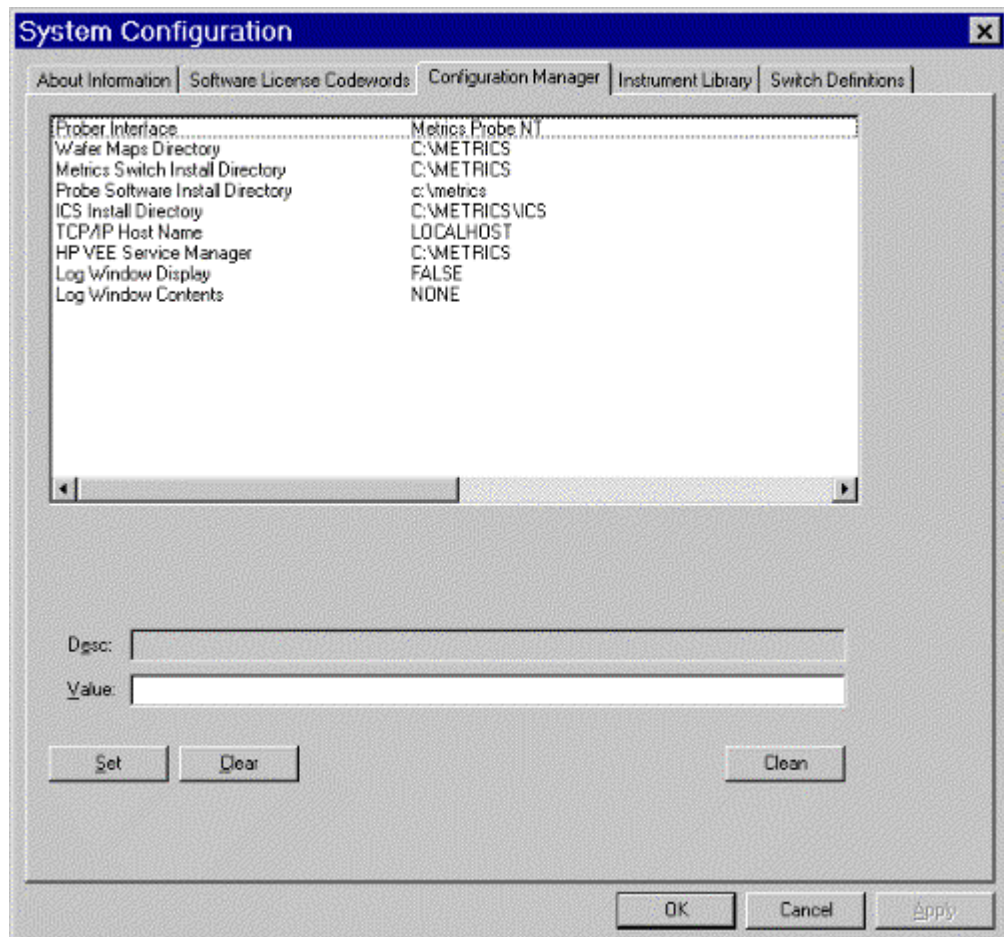 System Configuration
About Information Software License Codewords Configuration Manager Instrument Library Switch Definitions
Prober Interface Metrics Probe NT
Wafer Maps Directory C:\METRICS
Metrics Switch Install Directory C:\METRICS
Probe Software Install Directory c:\metrics
ICS Install Directory C:\METRICS\ICS
TCP/IP Host Name LOCALHOST
HP VEE Service Manager C:\METRICS
Log Window Display FALSE
Log Window Contents NONE
Desc:
Value:
Set Clear Clean
OK Cancel Apply